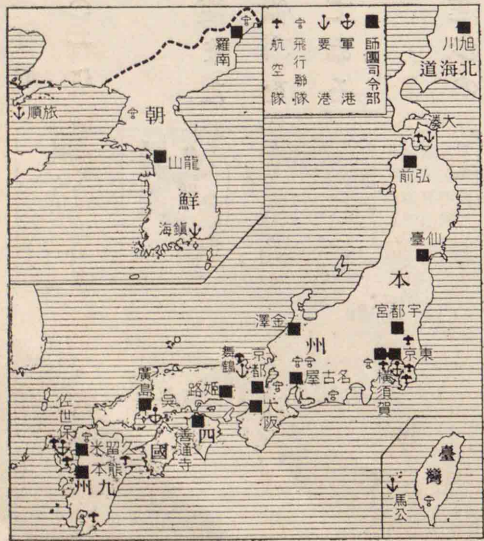 師團司令部
軍港
要港
飛行聯隊
航空隊
旭川
北海道
大湊
弘前
仙臺
本州
宇都宮
東京
横須賀
金澤
名古屋
京都
舞鶴
大阪
姫路
廣島
呉
四國
善通寺
佐世保
久留米
熊本
九州
羅南
朝鮮
旅順
龍山
鎭海
臺灣
馬公